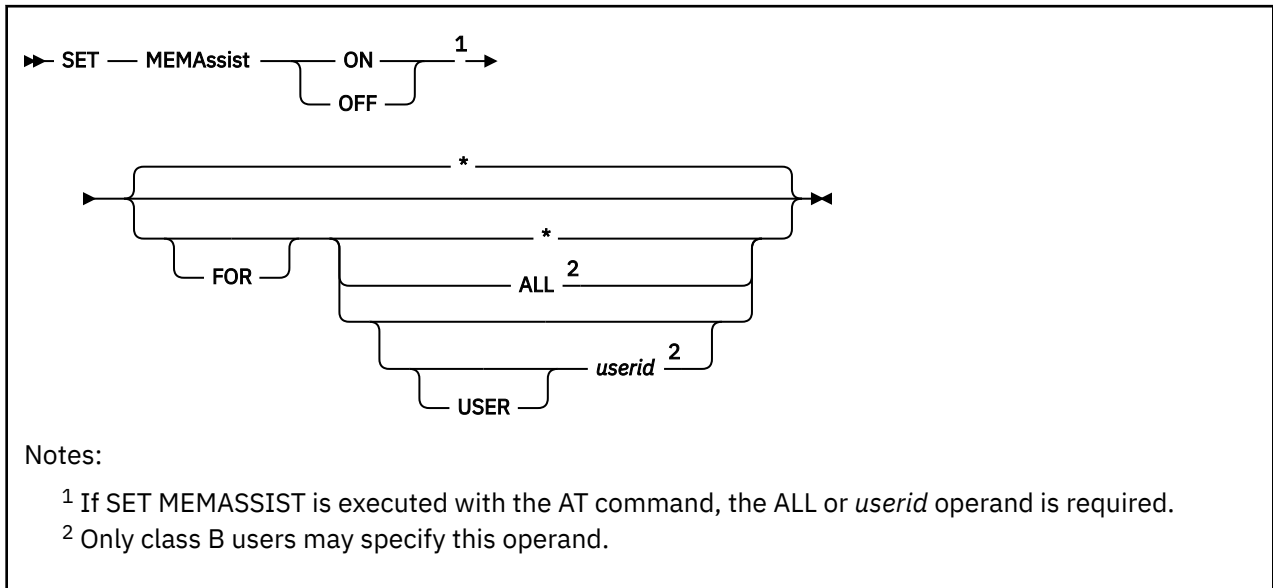 SET MEMAssist ON 1
OFF
*
*
FOR
ALL 2
userid 2
USER
Notes:
1 If SET MEMASSIST is executed with the AT command, the ALL or userid operand is required.
2 Only class B users may specify this operand.